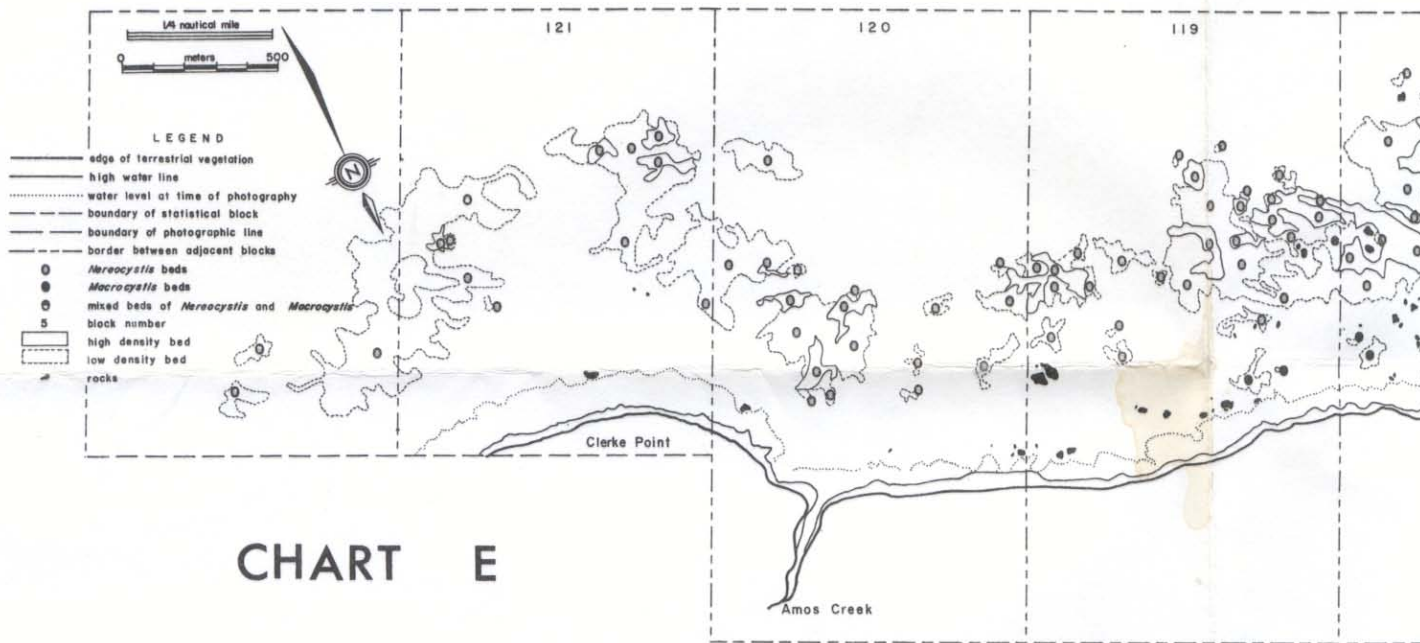 1/4 nautical mile
0 meters 500
121
120
119
N
LEGEND
edge of terrestrial vegetation
high water line
water level at time of photography
boundary of statistical block
boundary of photographic line
border between adjacent blocks
Nereocystis beds
Macrocystis beds
mixed beds of Nereocystis and Macrocystis
5 block number
high density bed
low density bed
rocks
Clerke Point
Amos Creek
CHART E